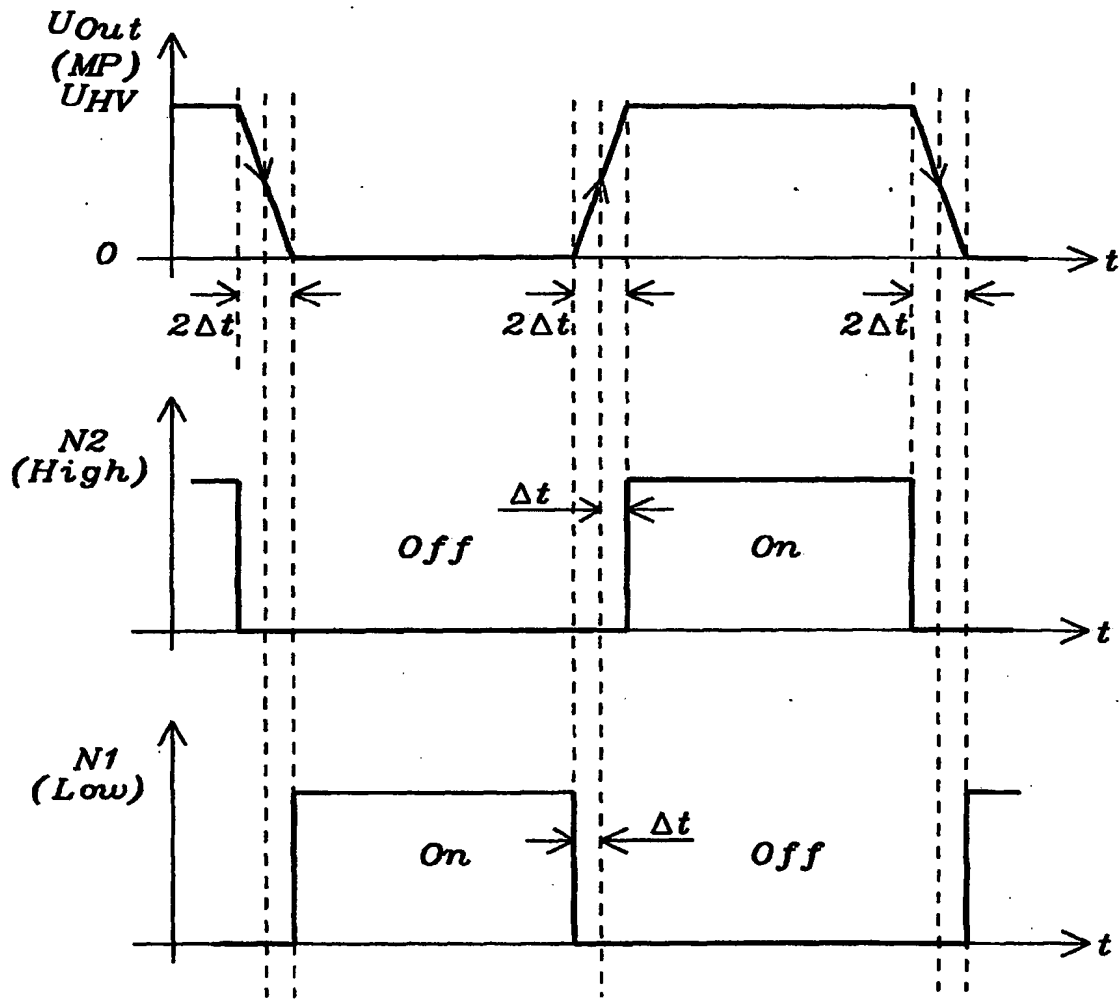 UOut
(MP)
UHV
0
t
2Δt
2Δt
2Δt
N2
(High)
Δt
Off
On
t
N1
(Low)
Δt
On
Off
t